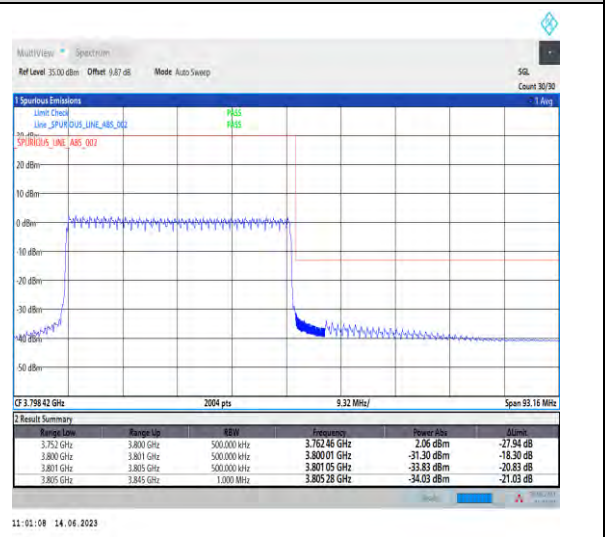 MultiView Spectrum
Ref Level 35.00 dBm Offset 9.87 dB Mode Auto Sweep SGL
Count 30/30
1 Spurious Emissions 1 Avg
Limit Check PASS
Line _SPURIOUS_LINE_ABS_002 PASS
30 dBm
_SPURIOUS_LINE_ABS_002
20 dBm
10 dBm
0 dBm
-10 dBm
-20 dBm
-30 dBm
-40 dBm
-50 dBm
CF 3.798 42 GHz 2004 pts 9.32 MHz/ Span 93.16 MHz
2 Result Summary
Range Low Range Up RBW Frequency Power Abs ΔLimit
3.752 GHz 3.800 GHz 500.000 kHz 3.762 46 GHz 2.06 dBm -27.94 dB
3.800 GHz 3.801 GHz 500.000 kHz 3.800 01 GHz -31.30 dBm -18.30 dB
3.801 GHz 3.805 GHz 500.000 kHz 3.801 05 GHz -33.83 dBm -20.83 dB
3.805 GHz 3.845 GHz 1.000 MHz 3.805 28 GHz -34.03 dBm -21.03 dB
11:01:08 14.06.2023